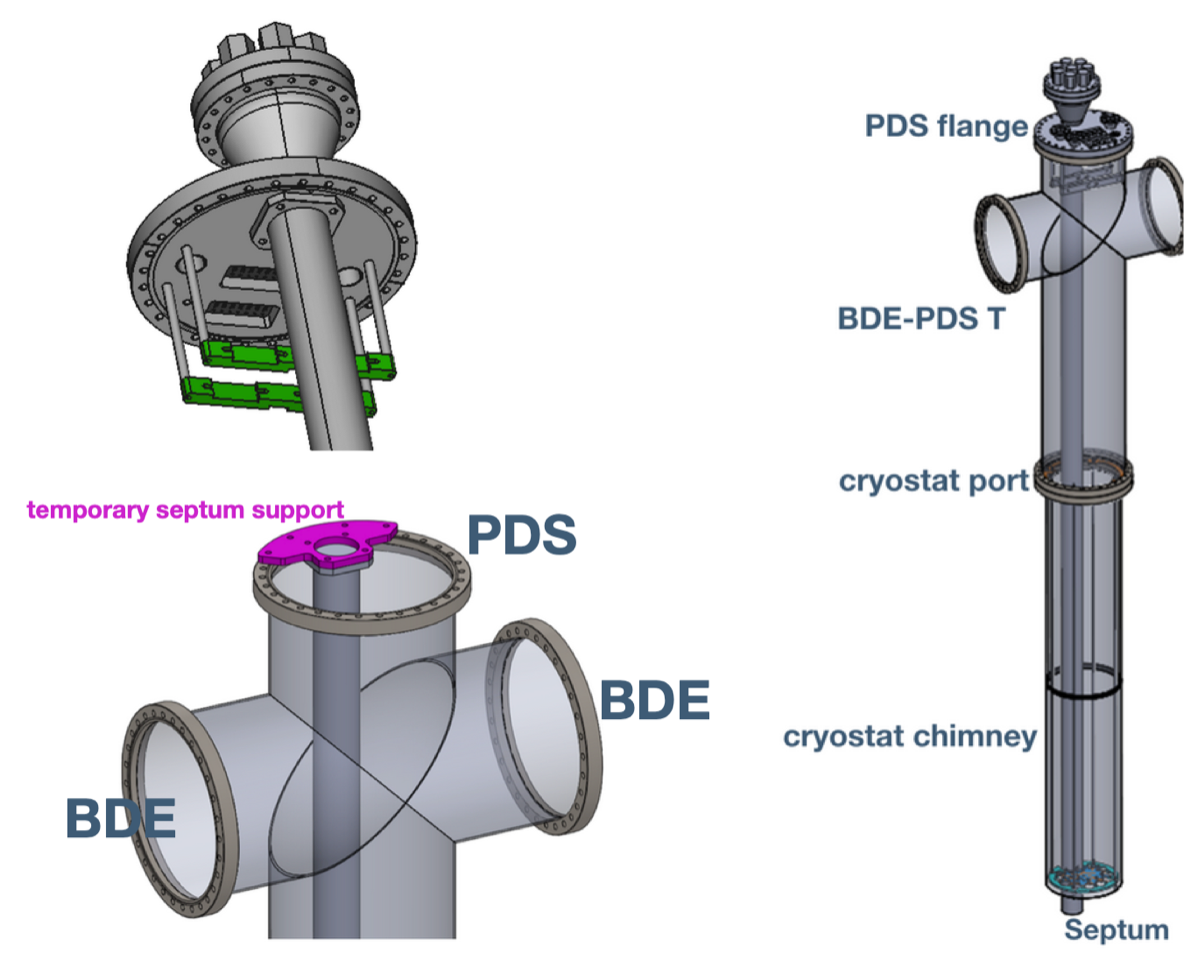 PDS flange
BDE-PDS T
cryostat port
temporary septum support
PDS
BDE
BDE
cryostat chimney
Septum